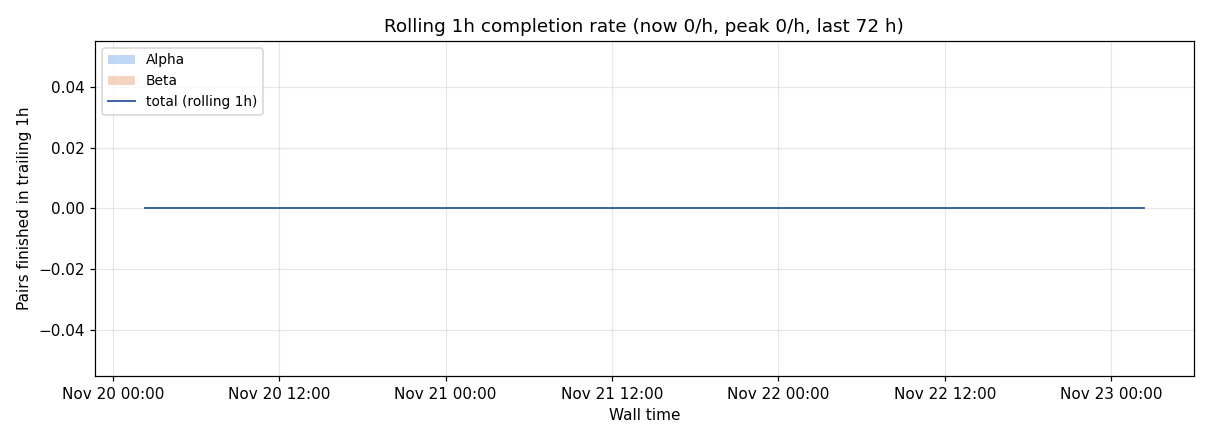 Rolling 1h completion rate (now 0/h, peak 0/h, last 72 h)
Alpha
Beta
total (rolling 1h)
Pairs finished in trailing 1h
0.04
0.02
0.00
−0.02
−0.04
Nov 20 00:00 Nov 20 12:00 Nov 21 00:00 Nov 21 12:00 Nov 22 00:00 Nov 22 12:00 Nov 23 00:00
Wall time